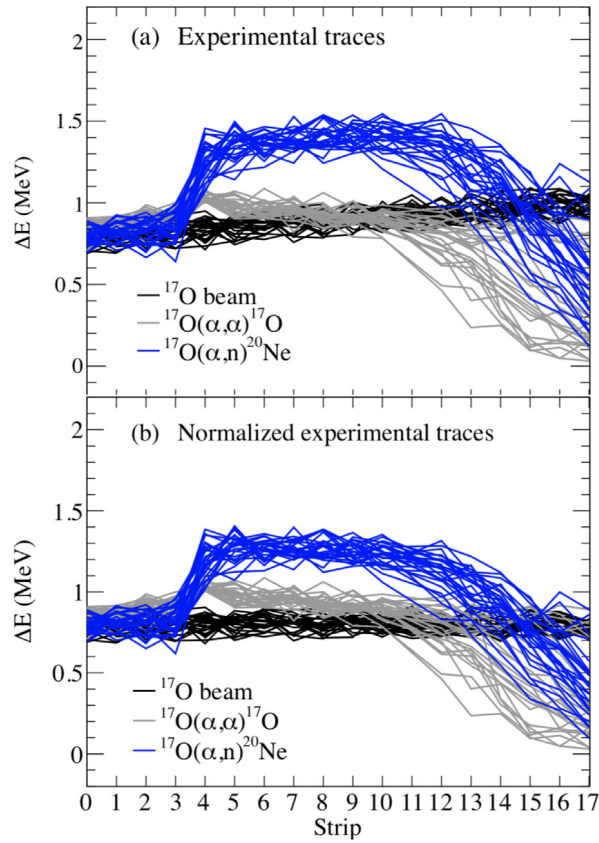 (a) Experimental traces
2
1.5
1
0.5
0
ΔE (MeV)
¹⁷O beam
¹⁷O(α,α)¹⁷O
¹⁷O(α,n)²⁰Ne
(b) Normalized experimental traces
2
1.5
1
0.5
0
ΔE (MeV)
¹⁷O beam
¹⁷O(α,α)¹⁷O
¹⁷O(α,n)²⁰Ne
0 1 2 3 4 5 6 7 8 9 10 11 12 13 14 15 16 17
Strip